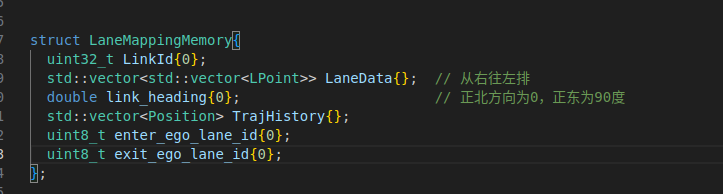 struct LaneMappingMemory{
uint32_t LinkId{0};
std::vector<std::vector<LPoint>> LaneData{}; // 从右往左排
double link_heading{0}; // 正北方向为0，正东为90度
std::vector<Position> TrajHistory{};
uint8_t enter_ego_lane_id{0};
uint8_t exit_ego_lane_id{0};
};